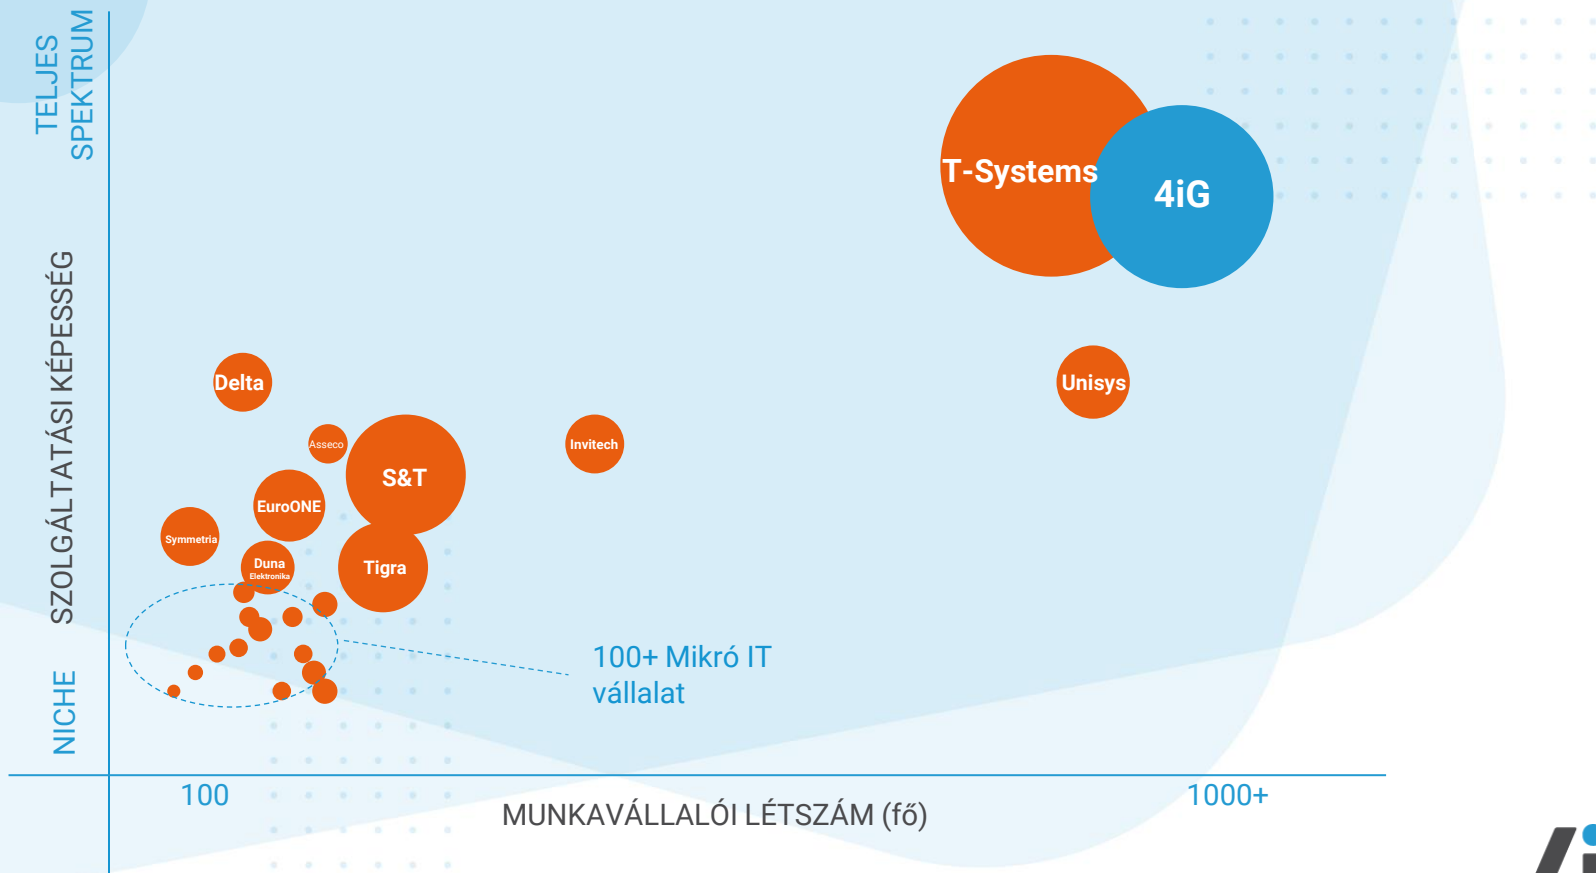 TELJES
SPEKTRUM
SZOLGÁLTATÁSI KÉPESSÉG
NICHE
T-Systems
4iG
Delta
Unisys
Asseco
Invitech
S&T
EuroONE
Symmetria
Duna
Elektronika
Tigra
100+ Mikró IT
vállalat
100
1000+
MUNKAVÁLLALÓI LÉTSZÁM (fő)